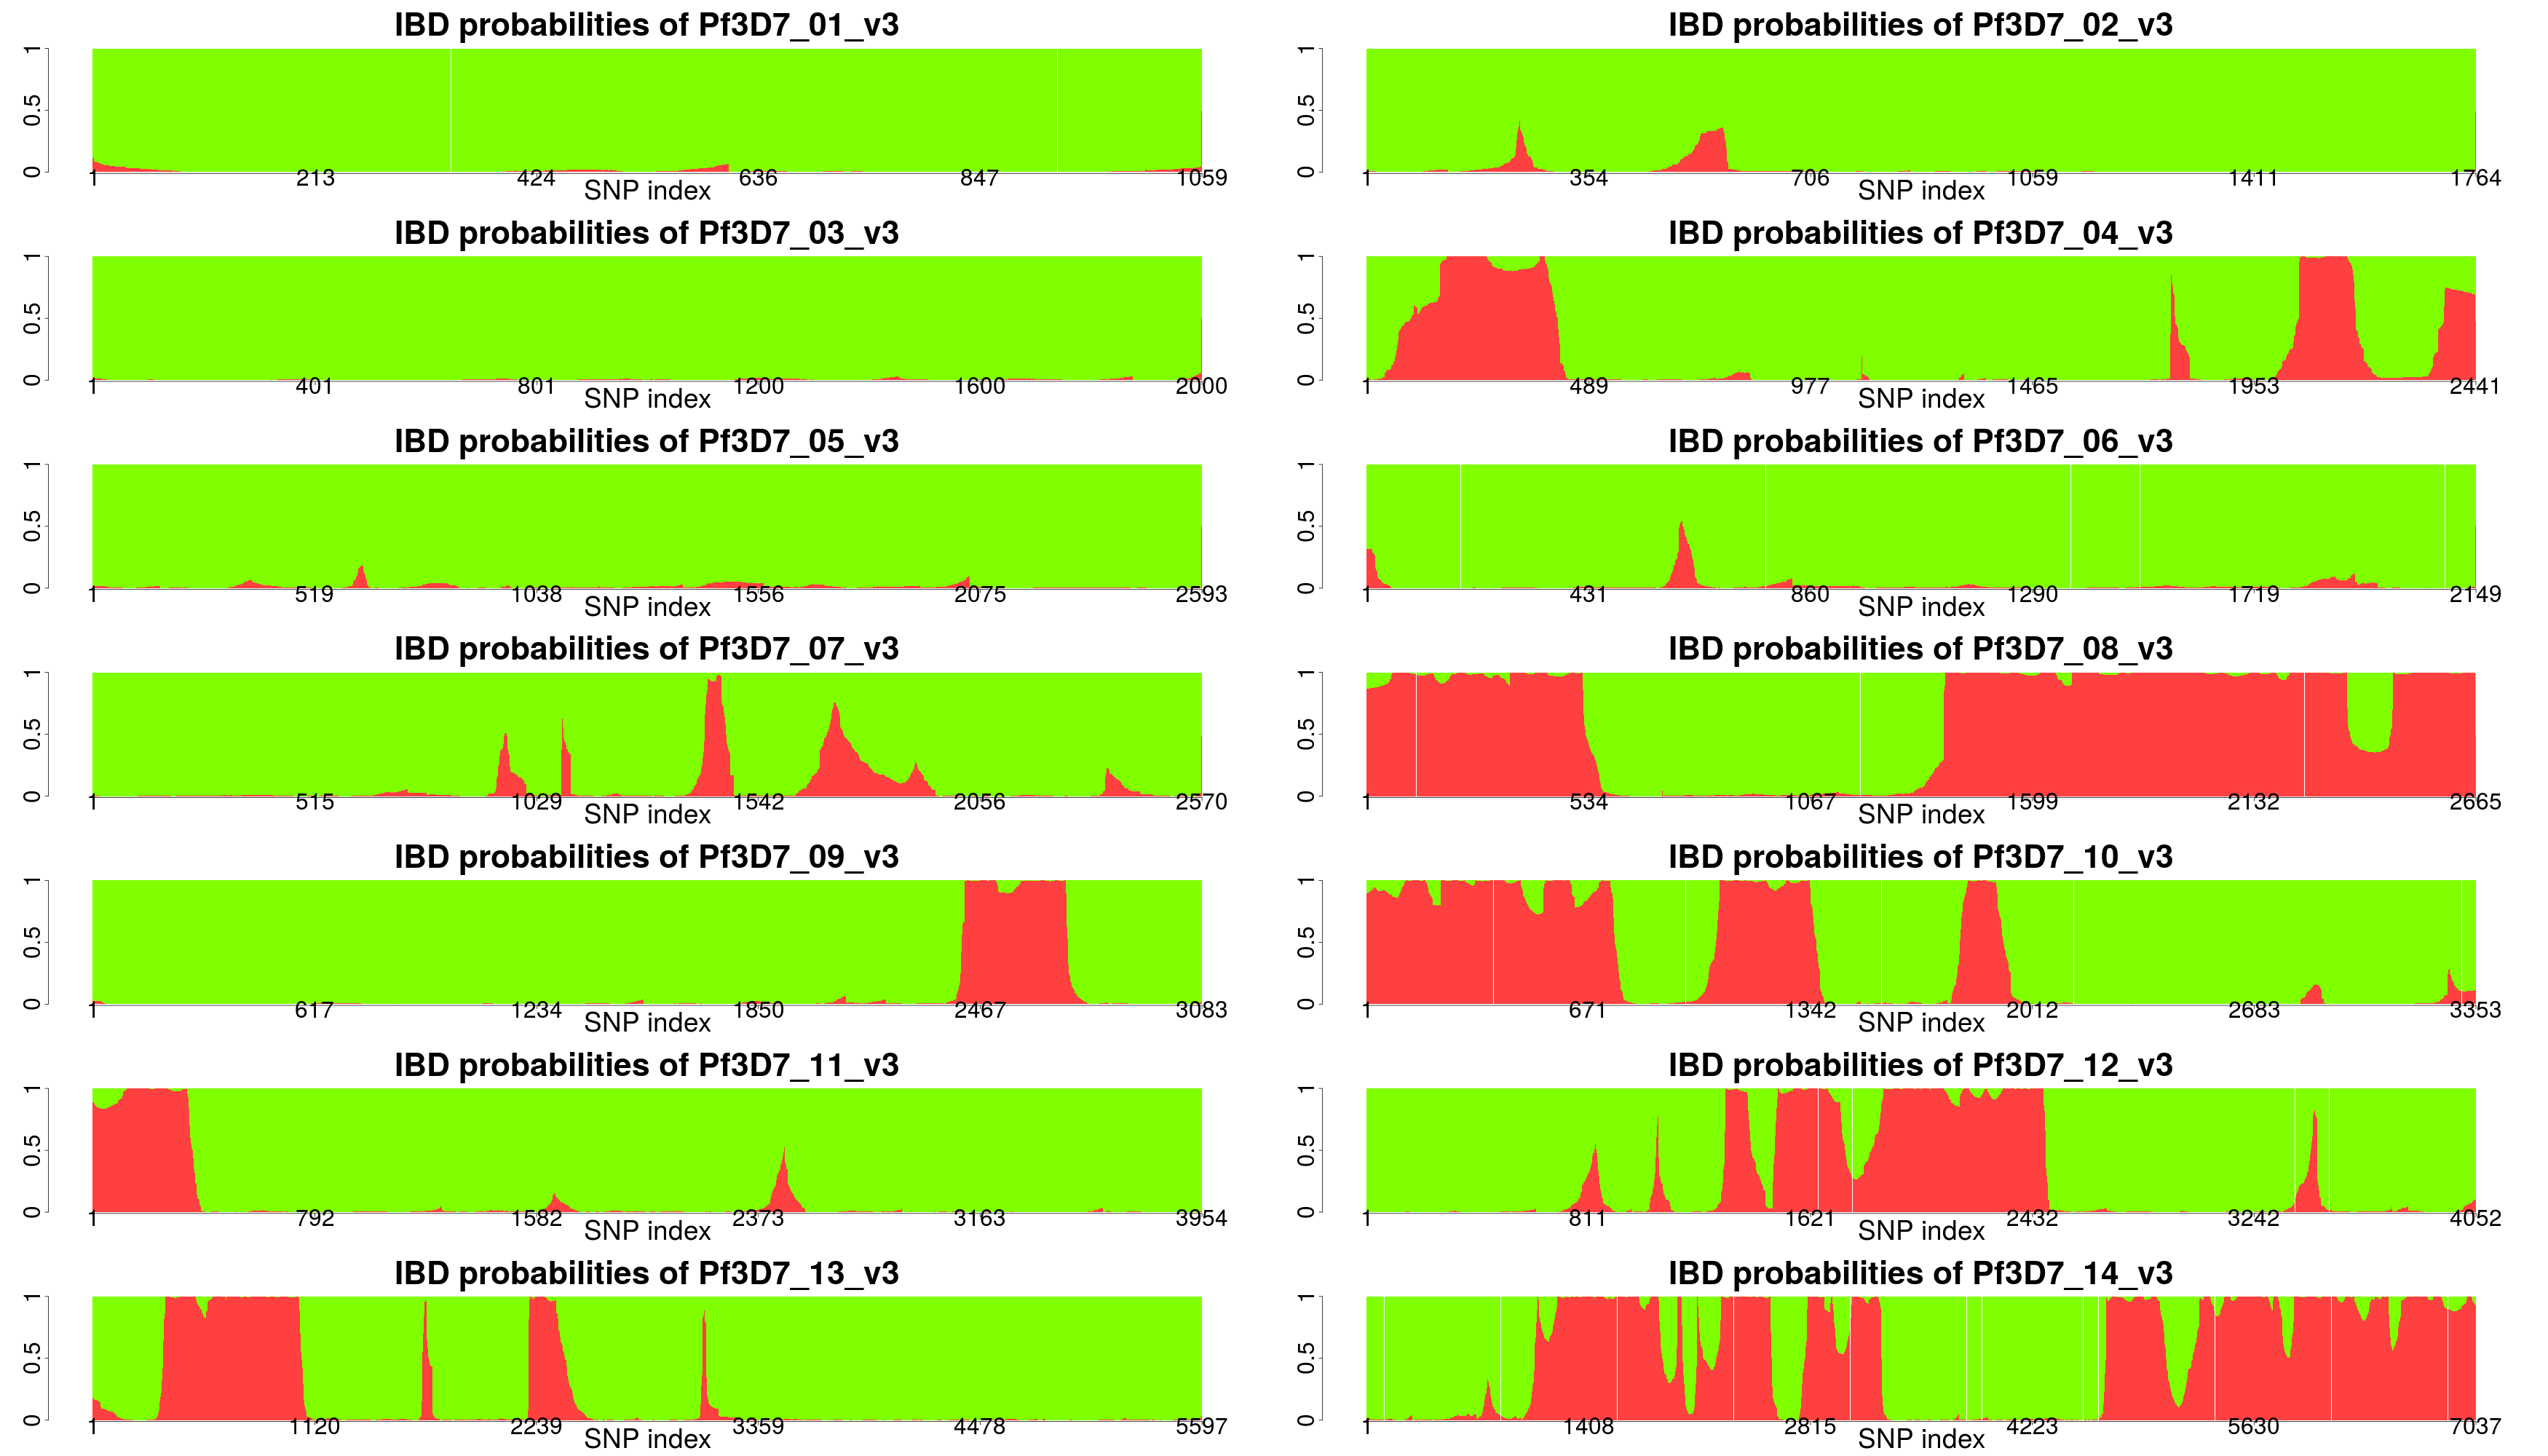 IBD probabilities of Pf3D7_01_v3
0 0.5 1
1 213 424 636 847 1059
SNP index
IBD probabilities of Pf3D7_02_v3
0 0.5 1
1 354 706 1059 1411 1764
SNP index
IBD probabilities of Pf3D7_03_v3
0 0.5 1
1 401 801 1200 1600 2000
SNP index
IBD probabilities of Pf3D7_04_v3
0 0.5 1
1 489 977 1465 1953 2441
SNP index
IBD probabilities of Pf3D7_05_v3
0 0.5 1
1 519 1038 1556 2075 2593
SNP index
IBD probabilities of Pf3D7_06_v3
0 0.5 1
1 431 860 1290 1719 2149
SNP index
IBD probabilities of Pf3D7_07_v3
0 0.5 1
1 515 1029 1542 2056 2570
SNP index
IBD probabilities of Pf3D7_08_v3
0 0.5 1
1 534 1067 1599 2132 2665
SNP index
IBD probabilities of Pf3D7_09_v3
0 0.5 1
1 617 1234 1850 2467 3083
SNP index
IBD probabilities of Pf3D7_10_v3
0 0.5 1
1 671 1342 2012 2683 3353
SNP index
IBD probabilities of Pf3D7_11_v3
0 0.5 1
1 792 1582 2373 3163 3954
SNP index
IBD probabilities of Pf3D7_12_v3
0 0.5 1
1 811 1621 2432 3242 4052
SNP index
IBD probabilities of Pf3D7_13_v3
0 0.5 1
1 1120 2239 3359 4478 5597
SNP index
IBD probabilities of Pf3D7_14_v3
0 0.5 1
1 1408 2815 4223 5630 7037
SNP index